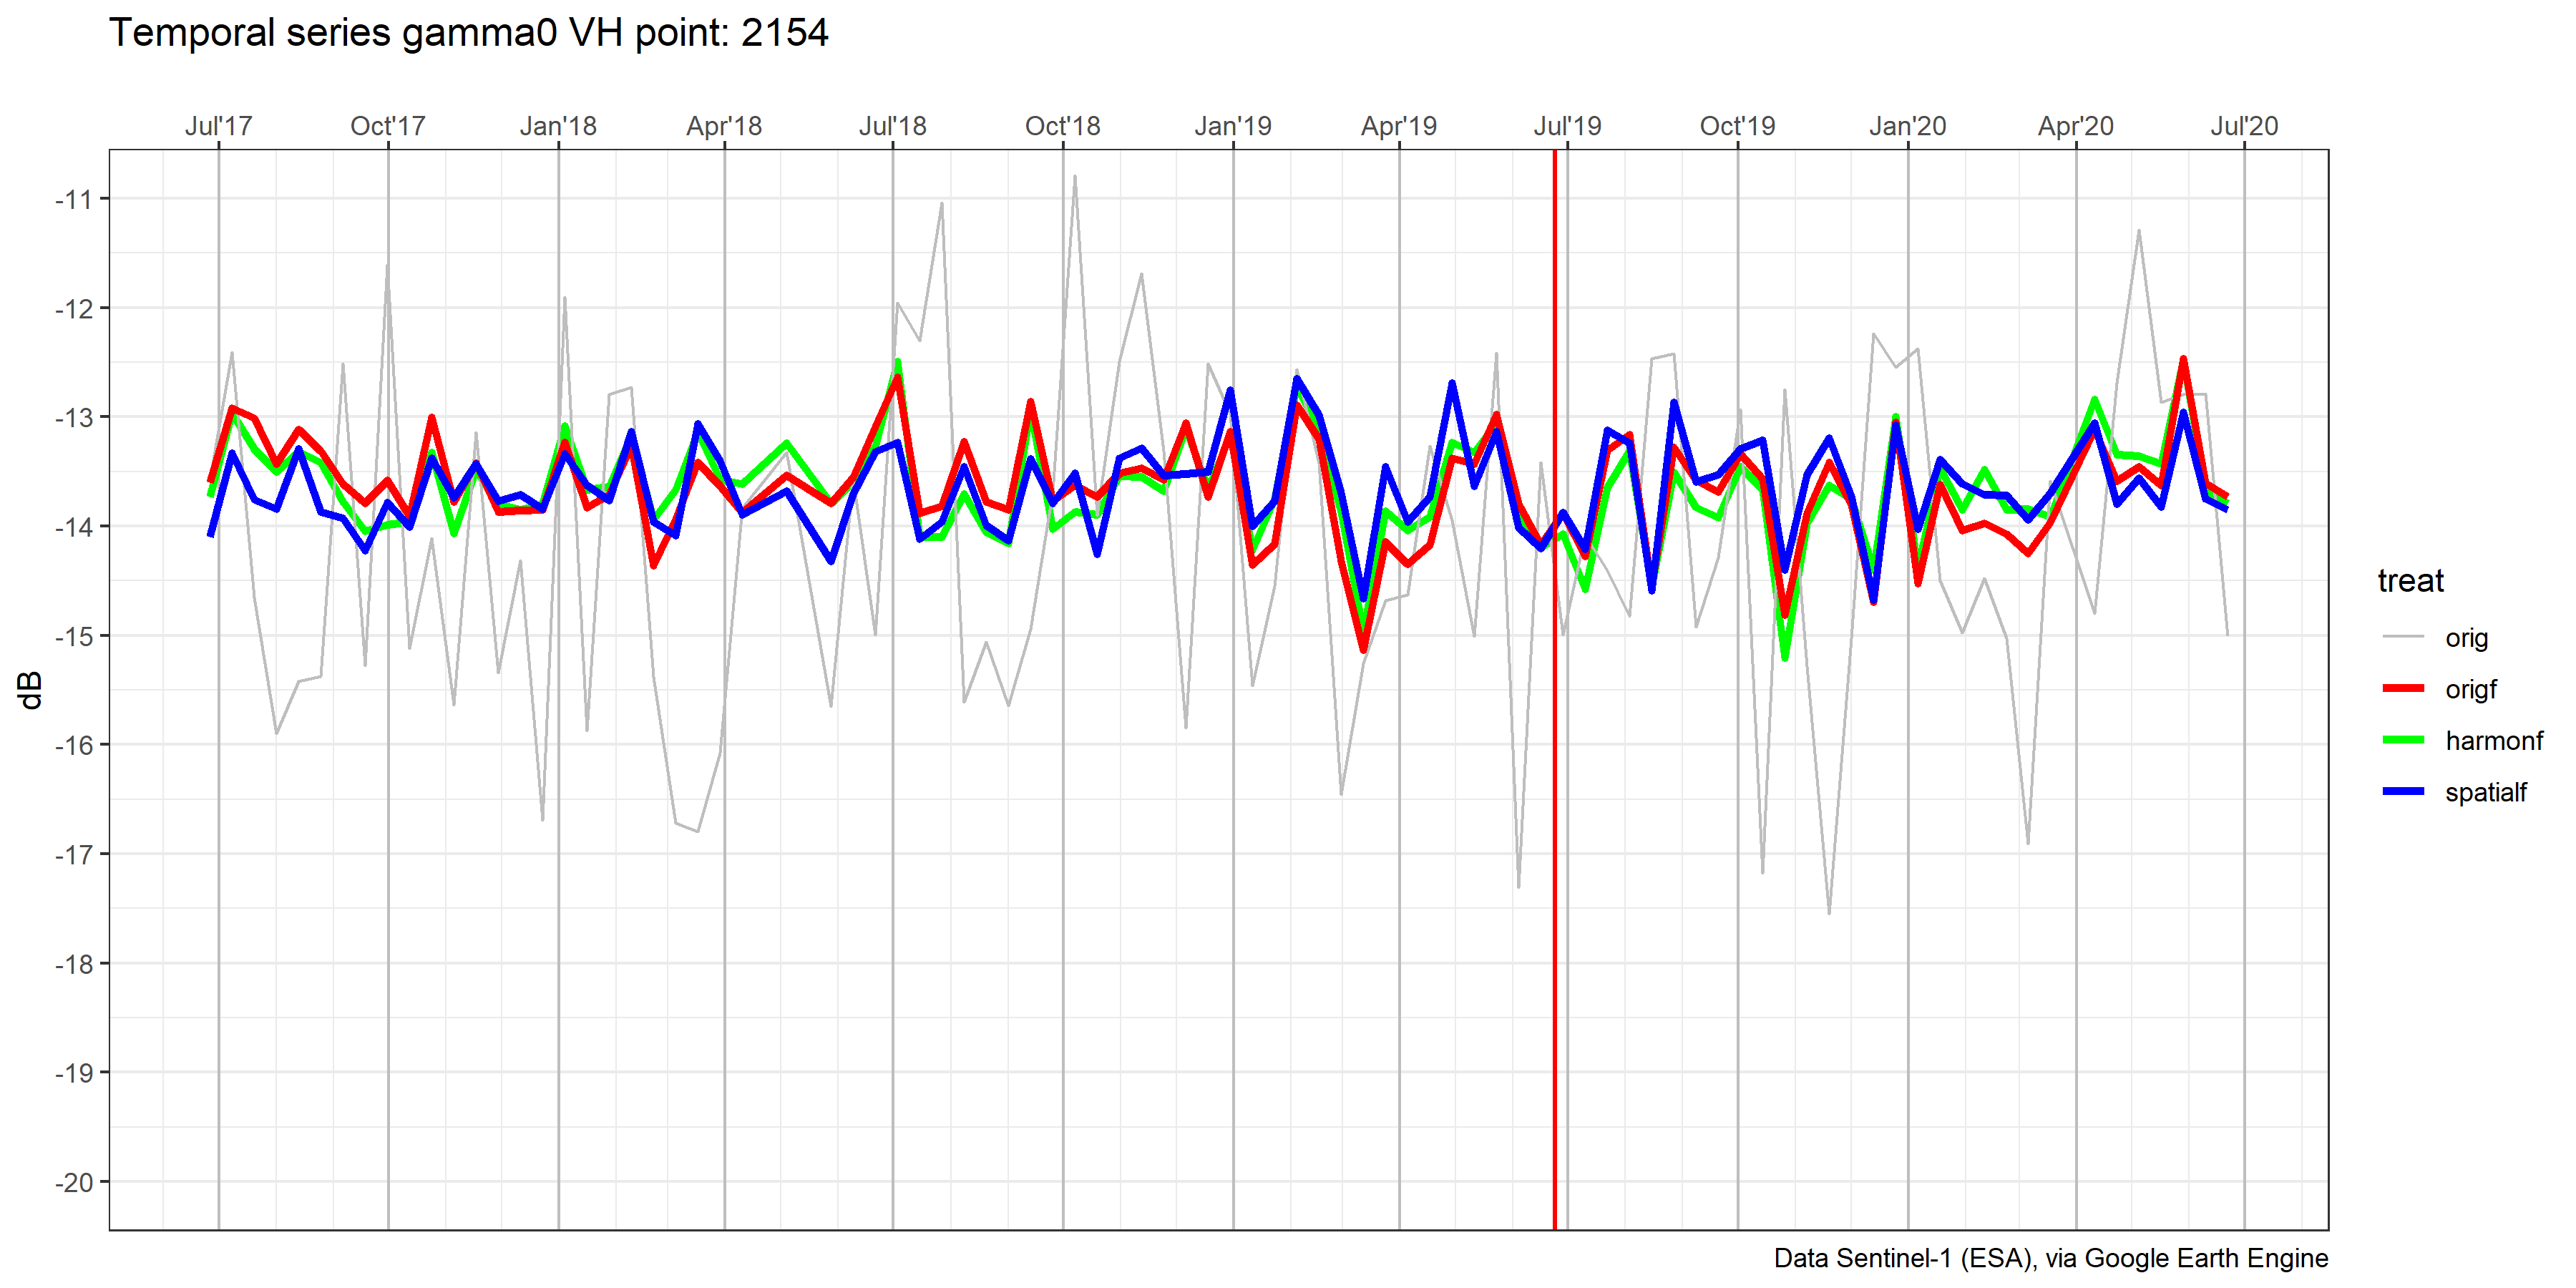 Temporal series gamma0 VH point: 2154
Jul'17 Oct'17 Jan'18 Apr'18 Jul'18 Oct'18 Jan'19 Apr'19 Jul'19 Oct'19 Jan'20 Apr'20 Jul'20
-11
-12
-13
-14
-15
-16
-17
-18
-19
-20
dB
treat
orig
origf
harmonf
spatialf
Data Sentinel-1 (ESA), via Google Earth Engine